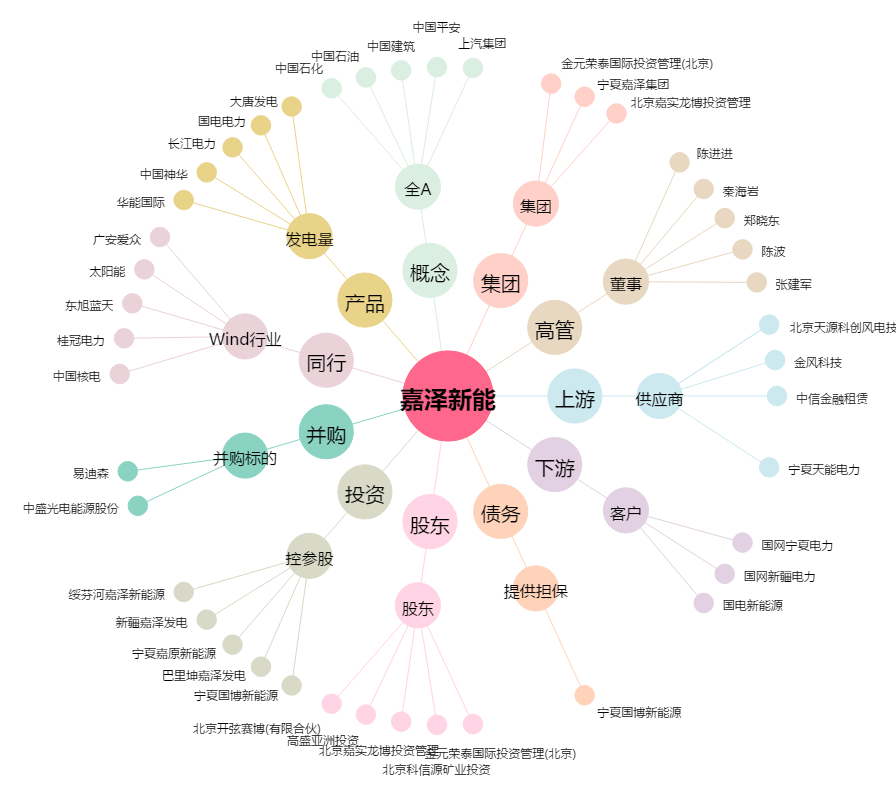 中国平安
上汽集团
中国建筑
中国石油
中国石化
金元荣泰国际投资管理(北京)
宁夏嘉泽集团
北京嘉实龙博投资管理
大唐发电
国电电力
长江电力
中国神华
华能国际
陈进进
秦海岩
郑晓东
陈波
张建军
全A
集团
发电量
董事
概念
集团
产品
高管
广安爱众
太阳能
东旭蓝天
桂冠电力
中国核电
Wind行业
同行
嘉泽新能
上游
供应商
北京天源科创风电技
金风科技
中信金融租赁
宁夏天能电力
并购
并购标的
易迪森
中盛光电能源股份
下游
客户
国网宁夏电力
国网新疆电力
国电新能源
投资
控参股
绥芬河嘉泽新能源
新疆嘉泽发电
宁夏嘉原新能源
巴里坤嘉泽发电
宁夏国博新能源
股东
股东
北京开弦赛博(有限合伙)
高盛亚洲投资
北京嘉实龙博投资管理
北京科信源矿业投资
金元荣泰国际投资管理(北京)
债务
提供担保
宁夏国博新能源